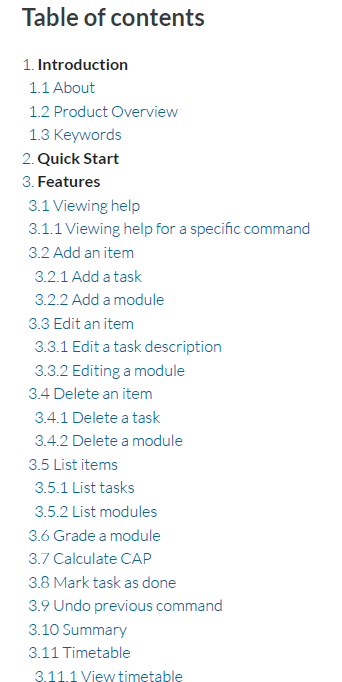 Table of contents
1. Introduction
1.1 About
1.2 Product Overview
1.3 Keywords
2. Quick Start
3. Features
3.1 Viewing help
3.1.1 Viewing help for a specific command
3.2 Add an item
3.2.1 Add a task
3.2.2 Add a module
3.3 Edit an item
3.3.1 Edit a task description
3.3.2 Editing a module
3.4 Delete an item
3.4.1 Delete a task
3.4.2 Delete a module
3.5 List items
3.5.1 List tasks
3.5.2 List modules
3.6 Grade a module
3.7 Calculate CAP
3.8 Mark task as done
3.9 Undo previous command
3.10 Summary
3.11 Timetable
3.11.1 View timetable